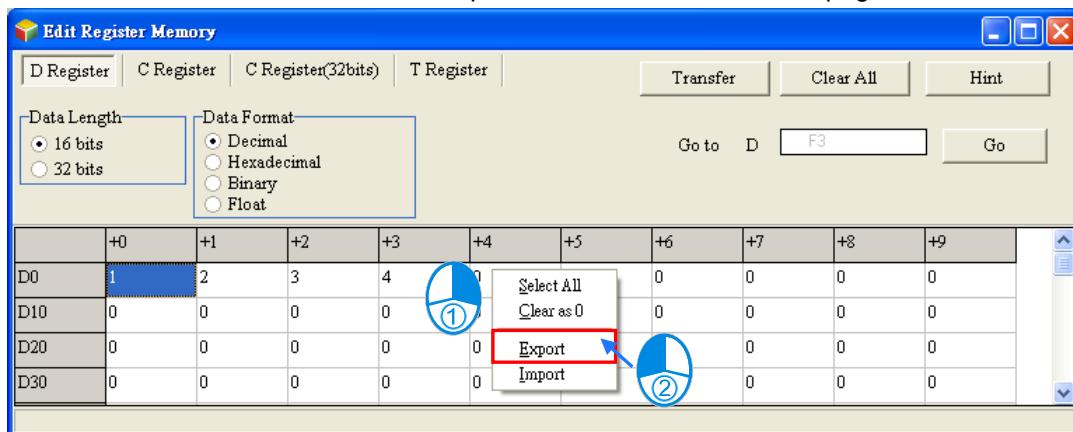 Edit Register Memory
D Register C Register C Register(32bits) T Register Transfer Clear All Hint
Data Length Data Format
16 bits Decimal Go to D F3 Go
32 bits Hexadecimal
Binary
Float
+0 +1 +2 +3 +4 +5 +6 +7 +8 +9
D0 1 2 3 4 0 0 0 0 0
Select All
D10 0 0 0 0 0 0 0 0
① Clear as 0
D20 0 0 0 0 0 Export 0 0 0
D30 0 0 0 0 0 Import ② 0 0 0